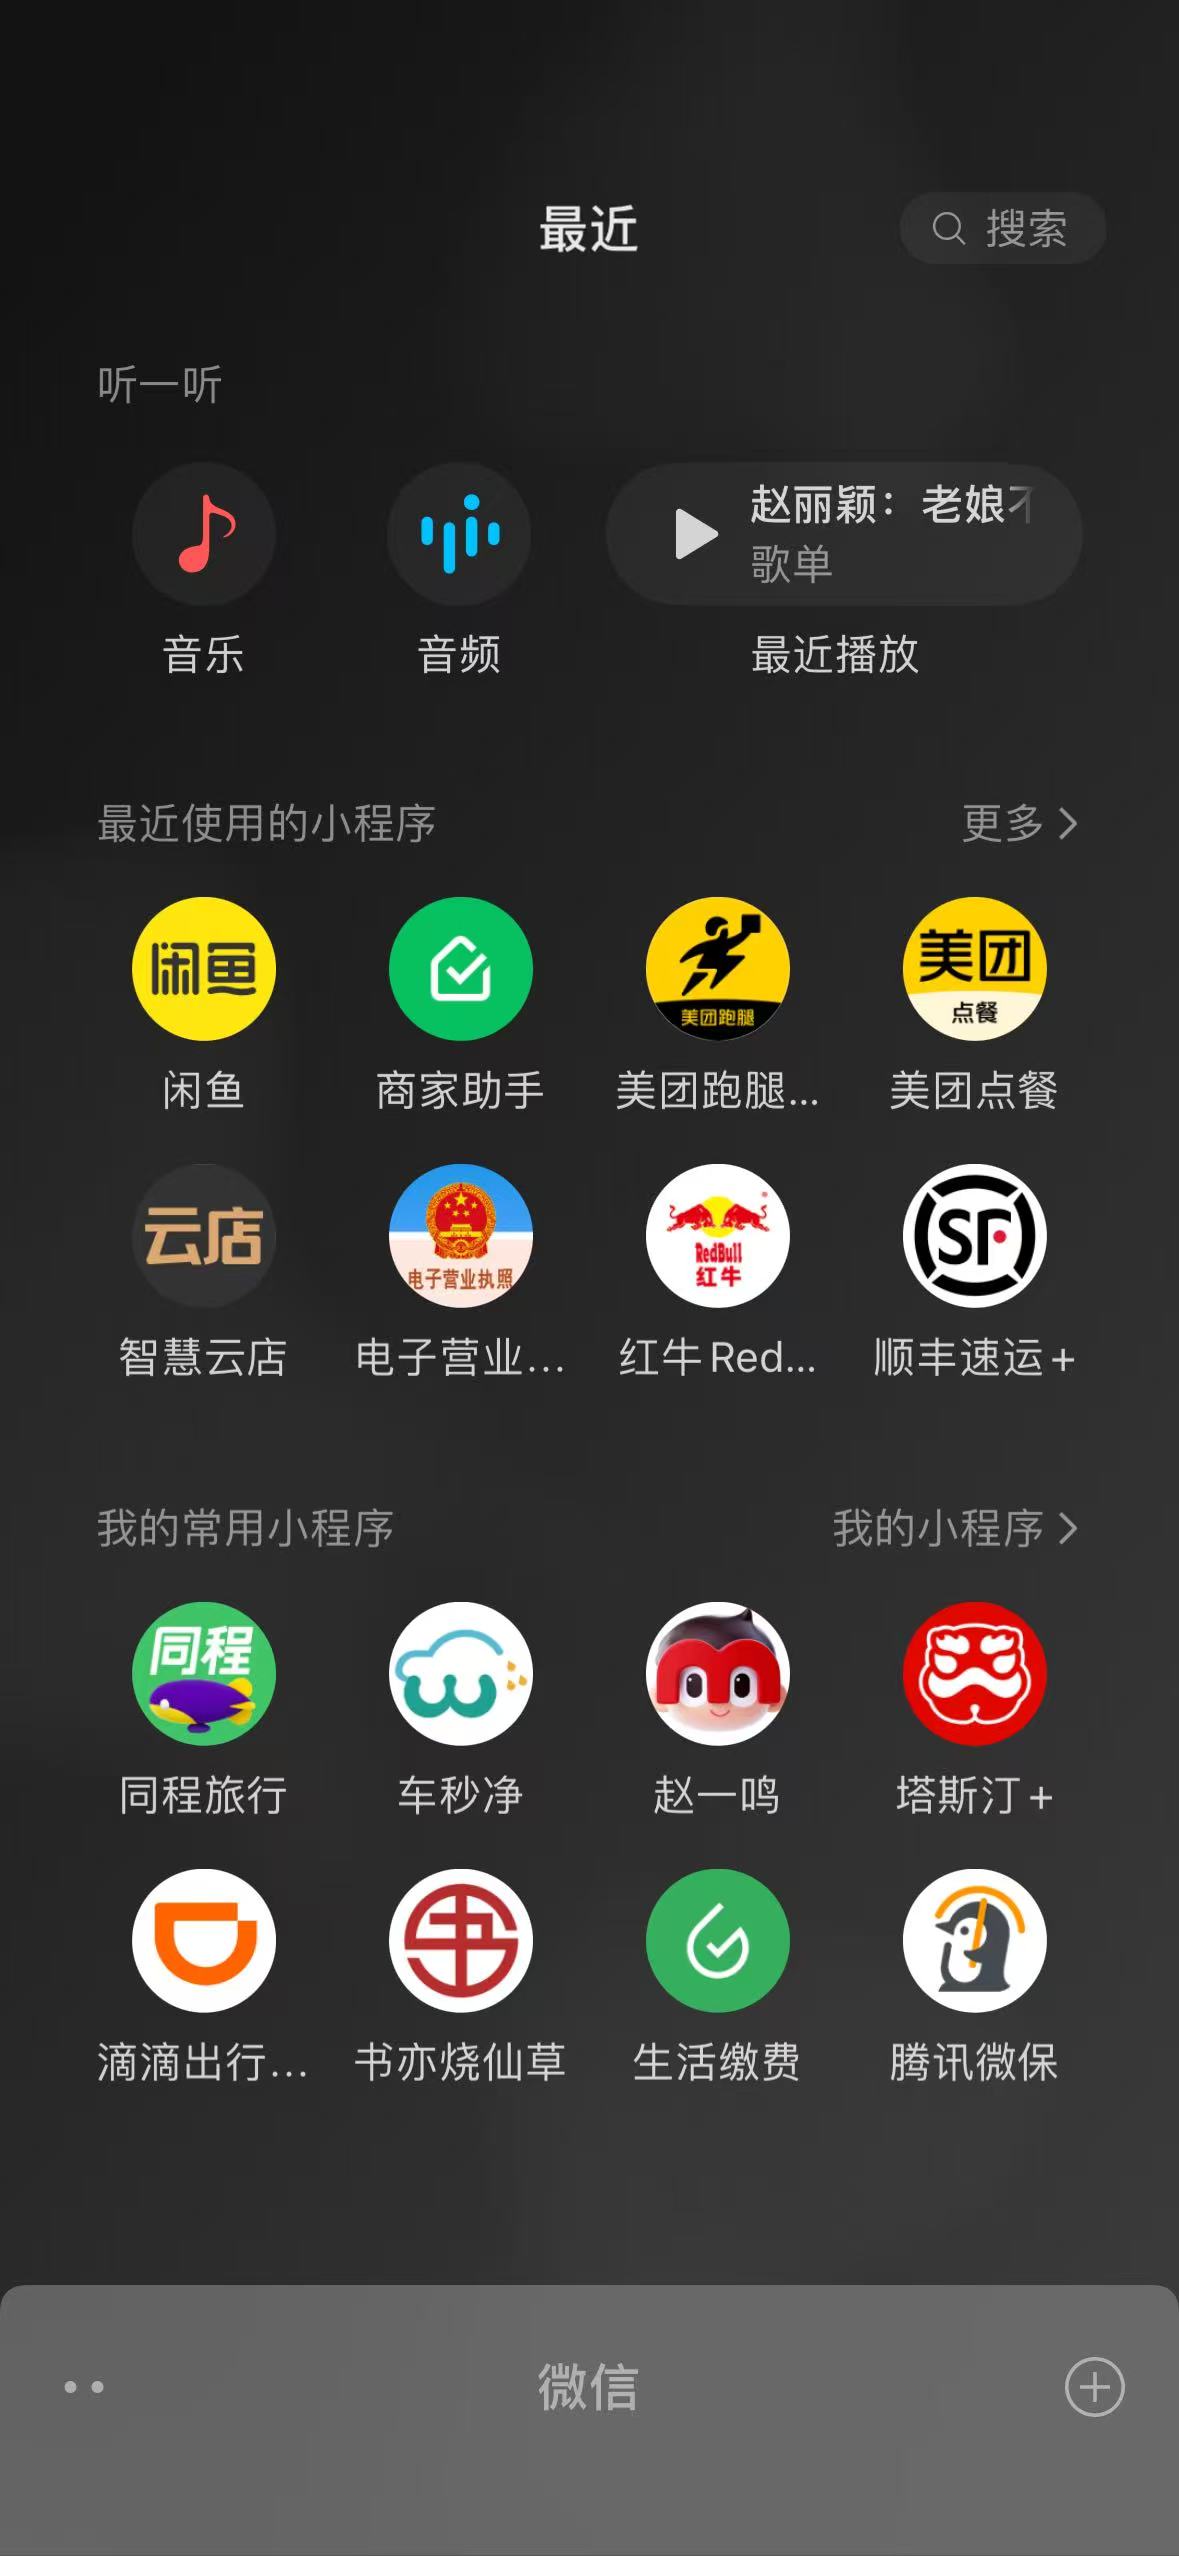 最近
搜索
听一听
赵丽颖：老娘
歌单
音乐
音频
最近播放
最近使用的小程序
更多
闲鱼
美团跑腿
美团
点餐
闲鱼
商家助手
美团跑腿...
美团点餐
云店
电子营业执照
RedBull
红牛
SF
智慧云店
电子营业...
红牛Red...
顺丰速运+
我的常用小程序
我的小程序
同程
同程旅行
车秒净
赵一鸣
塔斯汀+
书
滴滴出行...
书亦烧仙草
生活缴费
腾讯微保
微信